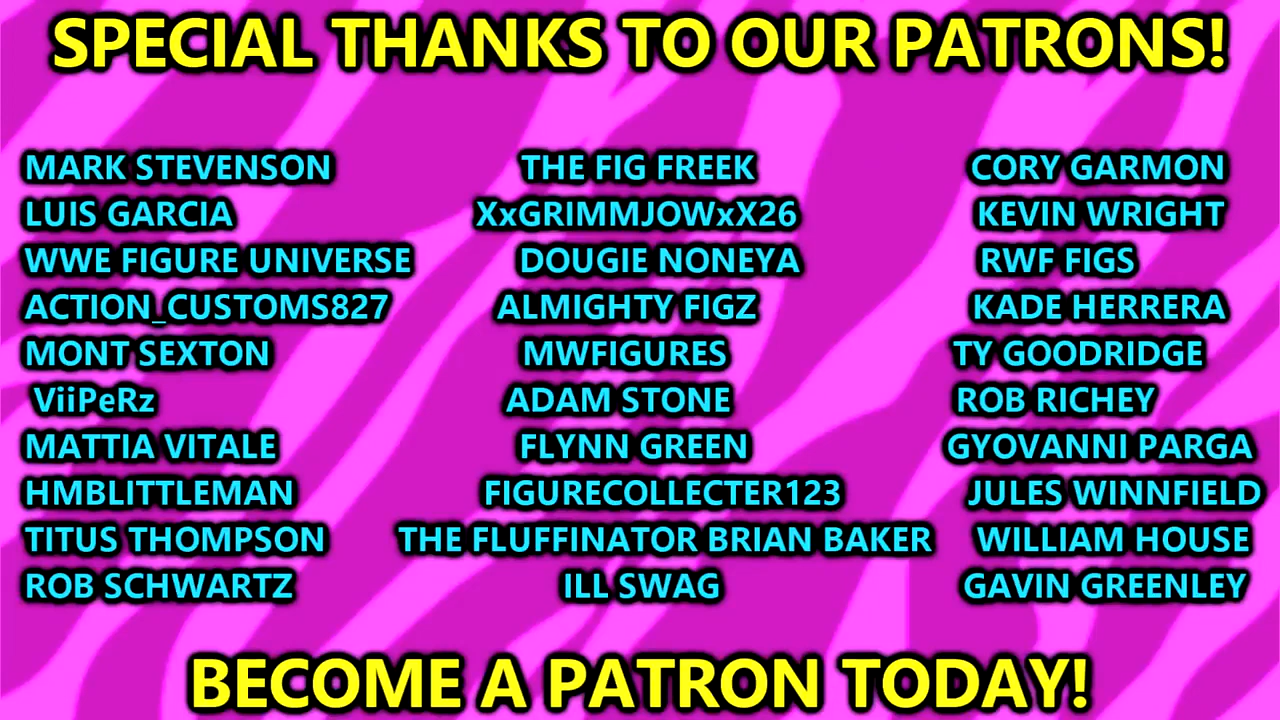 SPECIAL THANKS TO OUR PATRONS!
MARK STEVENSON
LUIS GARCIA
WWE FIGURE UNIVERSE
ACTION_CUSTOMS827
MONT SEXTON
ViiPeRz
MATTIA VITALE
HMBLITTLEMAN
TITUS THOMPSON
ROB SCHWARTZ
THE FIG FREEK
XxGRIMMJOWxX26
DOUGIE NONEYA
ALMIGHTY FIGZ
MWFIGURES
ADAM STONE
FLYNN GREEN
FIGURECOLLECTER123
THE FLUFFINATOR BRIAN BAKER
ILL SWAG
CORY GARMON
KEVIN WRIGHT
RWF FIGS
KADE HERRERA
TY GOODRIDGE
ROB RICHEY
GYOVANNI PARGA
JULES WINNFIELD
WILLIAM HOUSE
GAVIN GREENLEY
BECOME A PATRON TODAY!